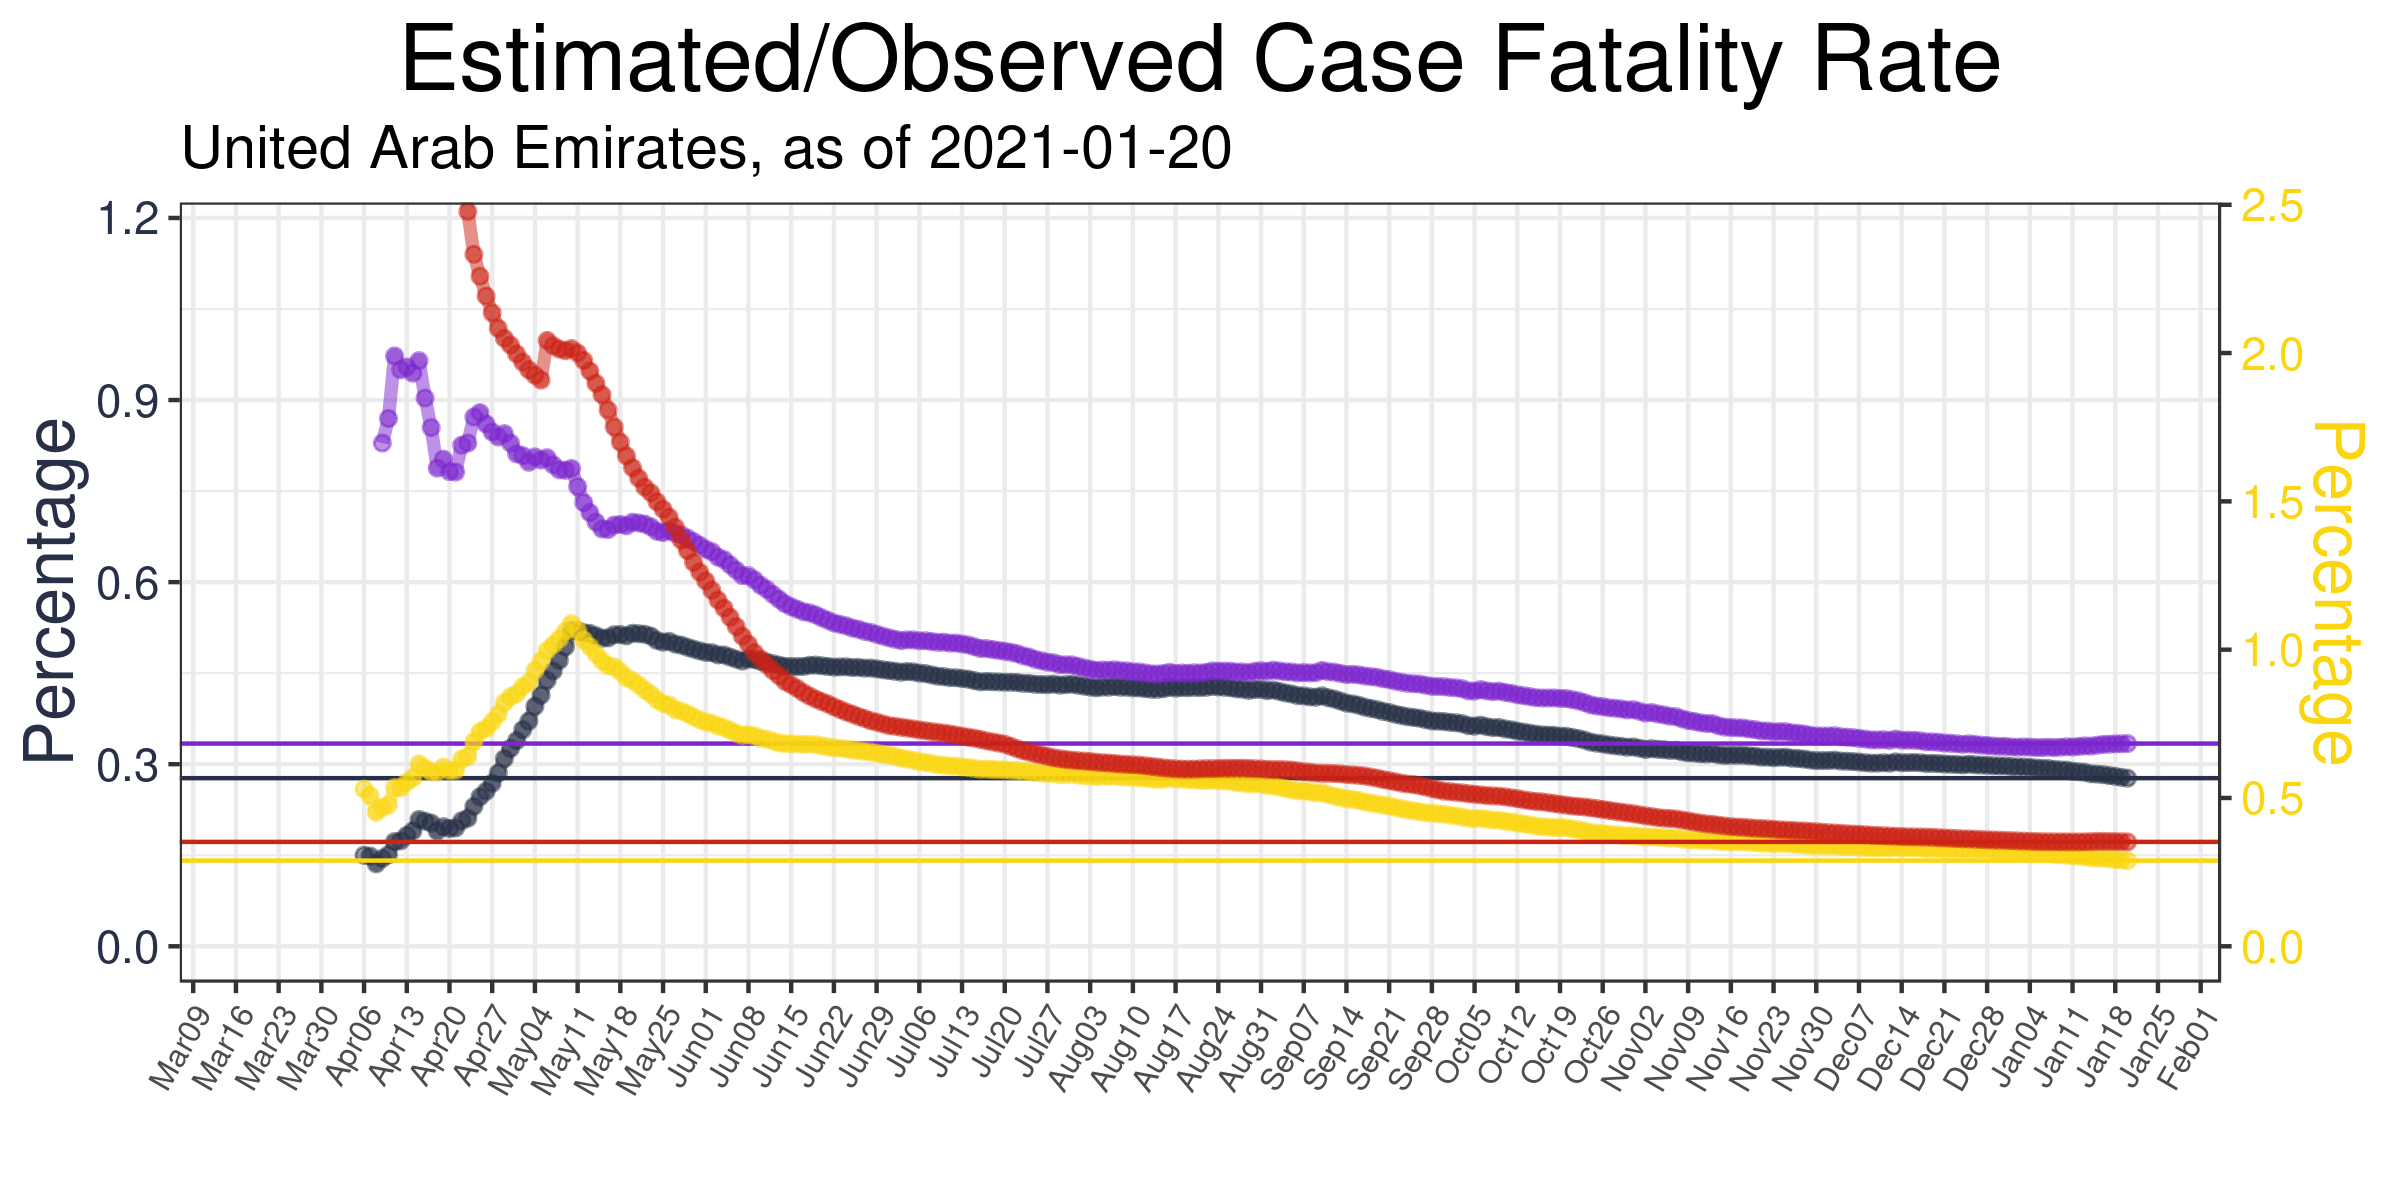 Estimated/Observed Case Fatality Rate
United Arab Emirates, as of 2021-01-20
Percentage
1.2
0.9
0.6
0.3
0.0
2.5
2.0
1.5
1.0
0.5
0.0
Percentage
Mar09
Mar16
Mar23
Mar30
Apr06
Apr13
Apr20
Apr27
May04
May11
May18
May25
Jun01
Jun08
Jun15
Jun22
Jun29
Jul06
Jul13
Jul20
Jul27
Aug03
Aug10
Aug17
Aug24
Aug31
Sep07
Sep14
Sep21
Sep28
Oct05
Oct12
Oct19
Oct26
Nov02
Nov09
Nov16
Nov23
Nov30
Dec07
Dec14
Dec21
Dec28
Jan04
Jan11
Jan18
Jan25
Feb01